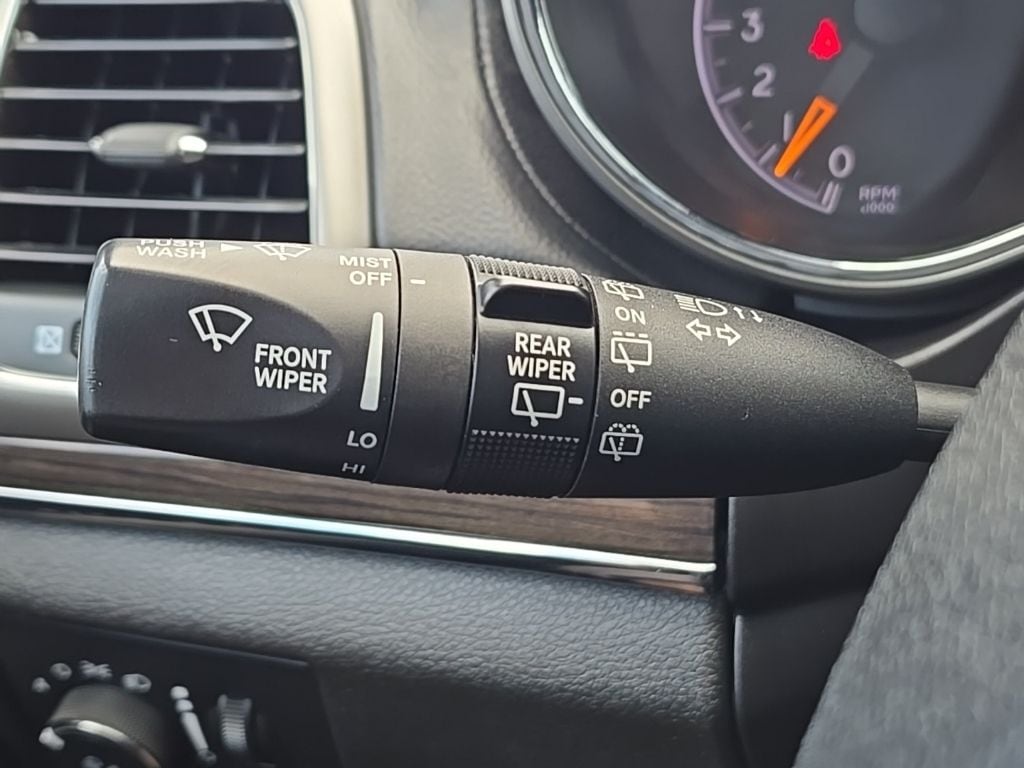 3
2
1
0
RPM
x1000
PUSH
WASH
MIST
OFF
FRONT
WIPER
LO
HI
REAR
WIPER
ON
OFF